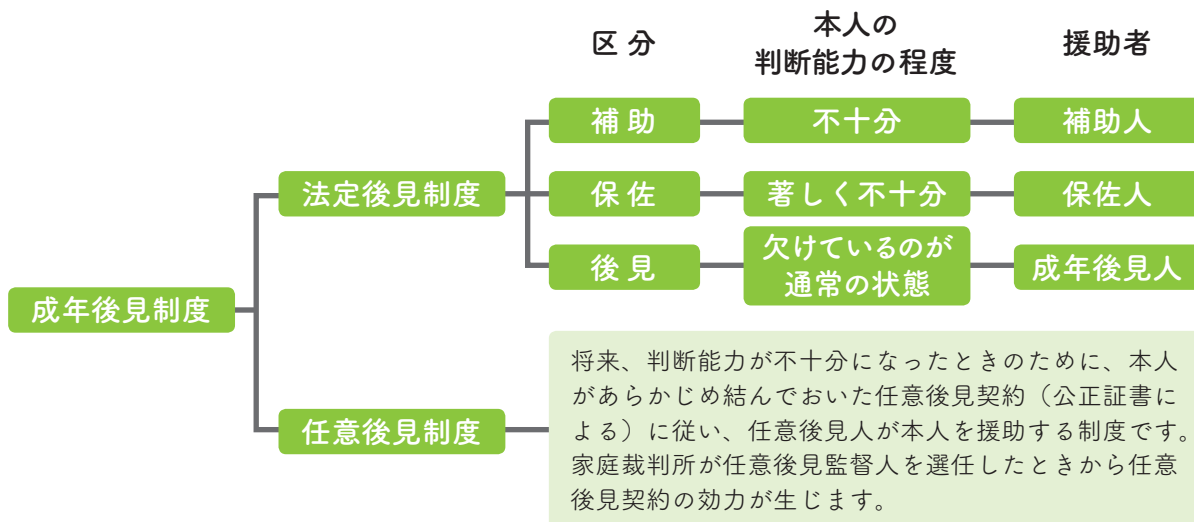 区分
本人の
判断能力の程度
援助者
補助
不十分
補助人
法定後見制度
保佐
著しく不十分
保佐人
後見
欠けているのが
通常の状態
成年後見人
成年後見制度
任意後見制度
将来、判断能力が不十分になったときのために、本人
があらかじめ結んでおいた任意後見契約（公正証書に
よる）に従い、任意後見人が本人を援助する制度です。
家庭裁判所が任意後見監督人を選任したときから任意
後見契約の効力が生じます。